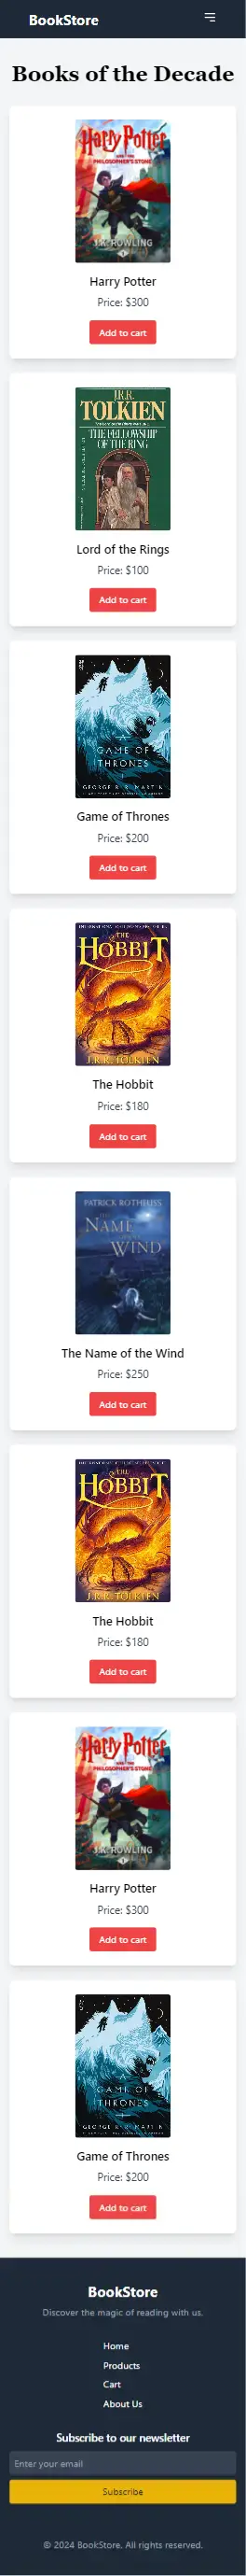 BookStore
Books of the Decade
Harry Potter
AND THE
PHILOSOPHER'S STONE
J.K. ROWLING
Harry Potter
Price: $300
Add to cart
J.R.R.
TOLKIEN
THE FELLOWSHIP
OF THE RING
Lord of the Rings
Price: $100
Add to cart
A
GAME OF
THRONES
GEORGE R. R. MARTIN
Game of Thrones
Price: $200
Add to cart
THE
HOBBIT
J.R.R. TOLKIEN
The Hobbit
Price: $180
Add to cart
PATRICK ROTHFUSS
THE
NAME
OF THE
WIND
The Name of the Wind
Price: $250
Add to cart
THE
HOBBIT
J.R.R. TOLKIEN
The Hobbit
Price: $180
Add to cart
Harry Potter
AND THE
PHILOSOPHER'S STONE
J.K. ROWLING
Harry Potter
Price: $300
Add to cart
A
GAME OF
THRONES
GEORGE R. R. MARTIN
Game of Thrones
Price: $200
Add to cart
BookStore
Discover the magic of reading with us.
Home
Products
Cart
About Us
Subscribe to our newsletter
Enter your email
Subscribe
© 2024 BookStore. All rights reserved.